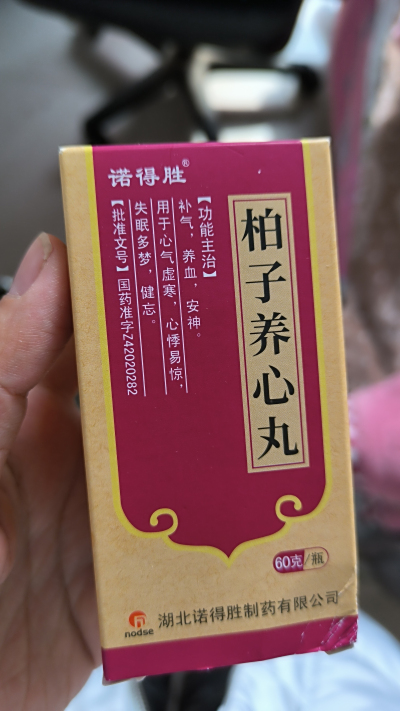 诺得胜®
柏子养心丸
【功能主治】
补气，养血，安神。
用于心气虚寒，心悸易惊，
失眠多梦，健忘。
【批准文号】国药准字Z42020282
60克/瓶
nodse
湖北诺得胜制药有限公司